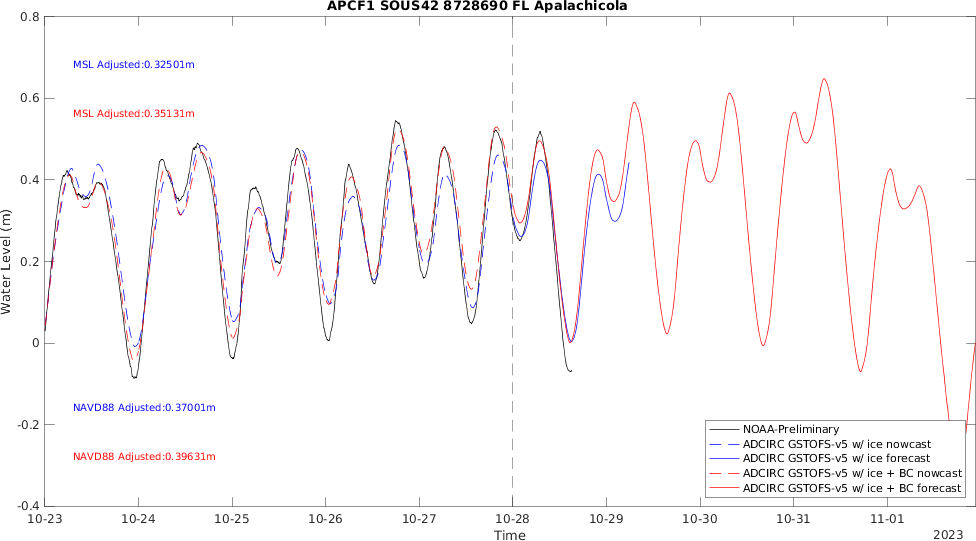 APCF1 SOUS42 8728690 FL Apalachicola
0.8
0.6
0.4
0.2
0
-0.2
-0.4
Water Level (m)
MSL Adjusted:0.32501m
MSL Adjusted:0.35131m
NAVD88 Adjusted:0.37001m
NAVD88 Adjusted:0.39631m
NOAA-Preliminary
ADCIRC GSTOFS-v5 w/ ice nowcast
ADCIRC GSTOFS-v5 w/ ice forecast
ADCIRC GSTOFS-v5 w/ ice + BC nowcast
ADCIRC GSTOFS-v5 w/ ice + BC forecast
10-23 10-24 10-25 10-26 10-27 10-28 10-29 10-30 10-31 11-01
Time
2023